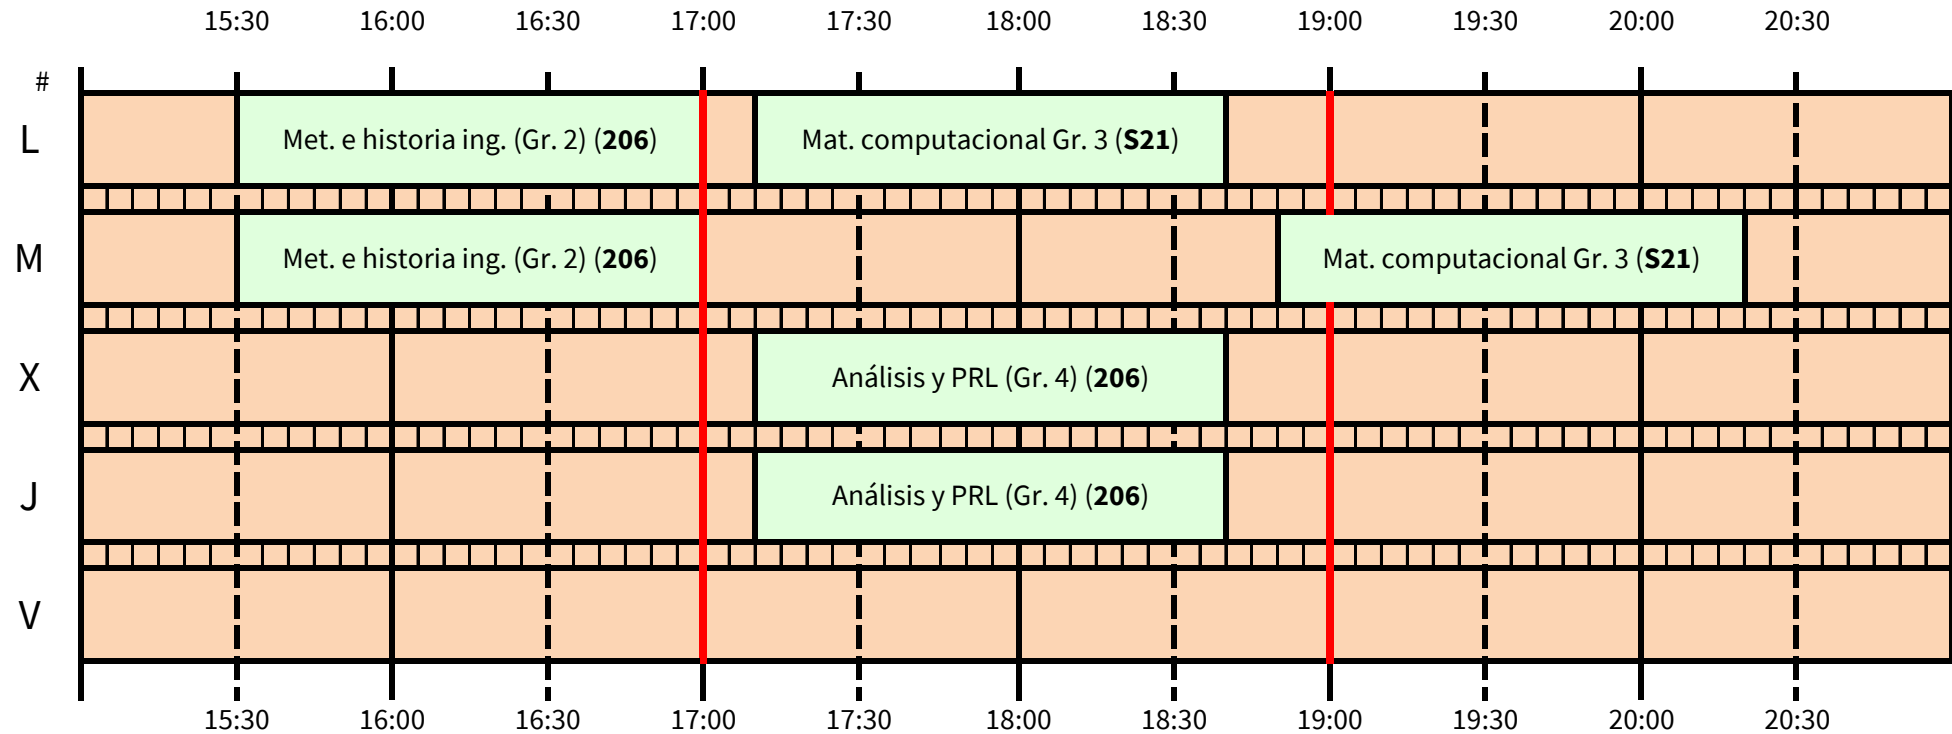 15:30 16:00 16:30 17:00 17:30 18:00 18:30 19:00 19:30 20:00 20:30
#
L Met. e historia ing. (Gr. 2) (206) Mat. computacional Gr. 3 (S21)
M Met. e historia ing. (Gr. 2) (206) Mat. computacional Gr. 3 (S21)
X Análisis y PRL (Gr. 4) (206)
J Análisis y PRL (Gr. 4) (206)
V
15:30 16:00 16:30 17:00 17:30 18:00 18:30 19:00 19:30 20:00 20:30